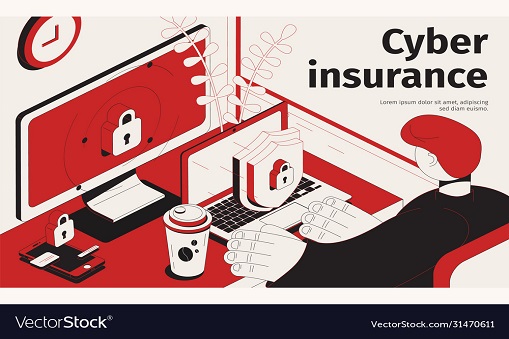 Cyber
insurance
Lorem ipsum dolor sit amet, adipiscing
sed diam euismo.
VectorStock®
VectorStock.com/31470611